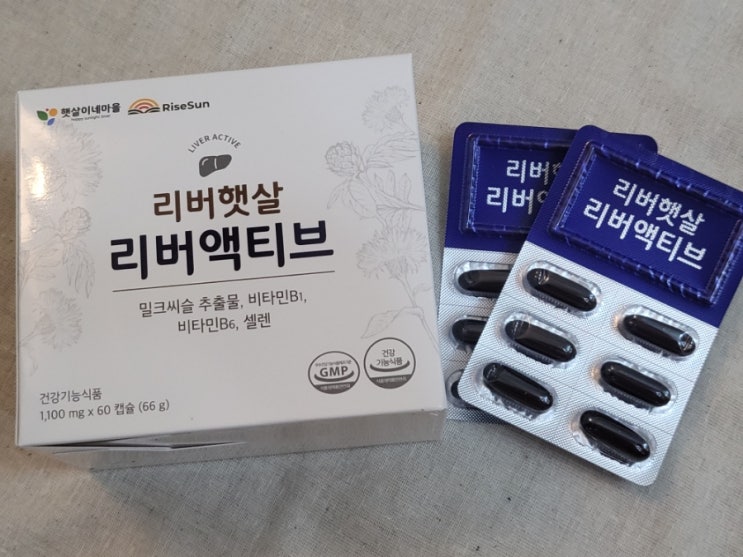 햇살이네마을
RiseSun
LIVER ACTIVE
리버햇살
리버액티브
밀크씨슬 추출물, 비타민B1,
비타민B6, 셀렌
GMP
건강
기능식품
건강기능식품
1,100 mg x 60 캡슐 (66 g)
리버햇
리버액
리버햇살
리버액티브